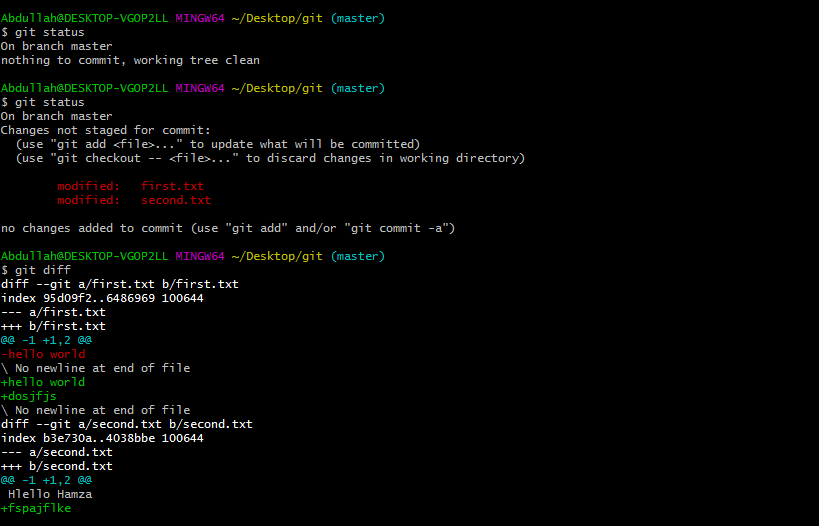 Abdullah@DESKTOP-VGOP2LL MINGW64 ~/Desktop/git (master)
$ git status
On branch master
nothing to commit, working tree clean
Abdullah@DESKTOP-VGOP2LL MINGW64 ~/Desktop/git (master)
$ git status
On branch master
Changes not staged for commit:
  (use "git add <file>..." to update what will be committed)
  (use "git checkout -- <file>..." to discard changes in working directory)
        modified:   first.txt
        modified:   second.txt
no changes added to commit (use "git add" and/or "git commit -a")
Abdullah@DESKTOP-VGOP2LL MINGW64 ~/Desktop/git (master)
$ git diff
diff --git a/first.txt b/first.txt
index 95d09f2..6486969 100644
--- a/first.txt
+++ b/first.txt
@@ -1 +1,2 @@
-hello world
\ No newline at end of file
+hello world
+dosjfjs
\ No newline at end of file
diff --git a/second.txt b/second.txt
index b3e730a..4038bbe 100644
--- a/second.txt
+++ b/second.txt
@@ -1 +1,2 @@
 Hlello Hamza
+fspajflke